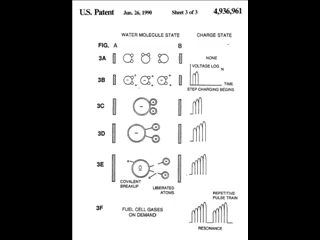 U.S. Patent Jun. 26, 1990 Sheet 3 of 3 4,936,961
WATER MOLECULE STATE CHARGE STATE
FIG. A B
3A NONE
VOLTAGE LOG N
3B
TIME
STEP CHARGING BEGINS
3C
3D
3E
COVALENT BREAKUP LIBERATED ATOMS
REPETITIVE PULSE TRAIN
3F FUEL CELL GASES ON DEMAND
RESONANCE